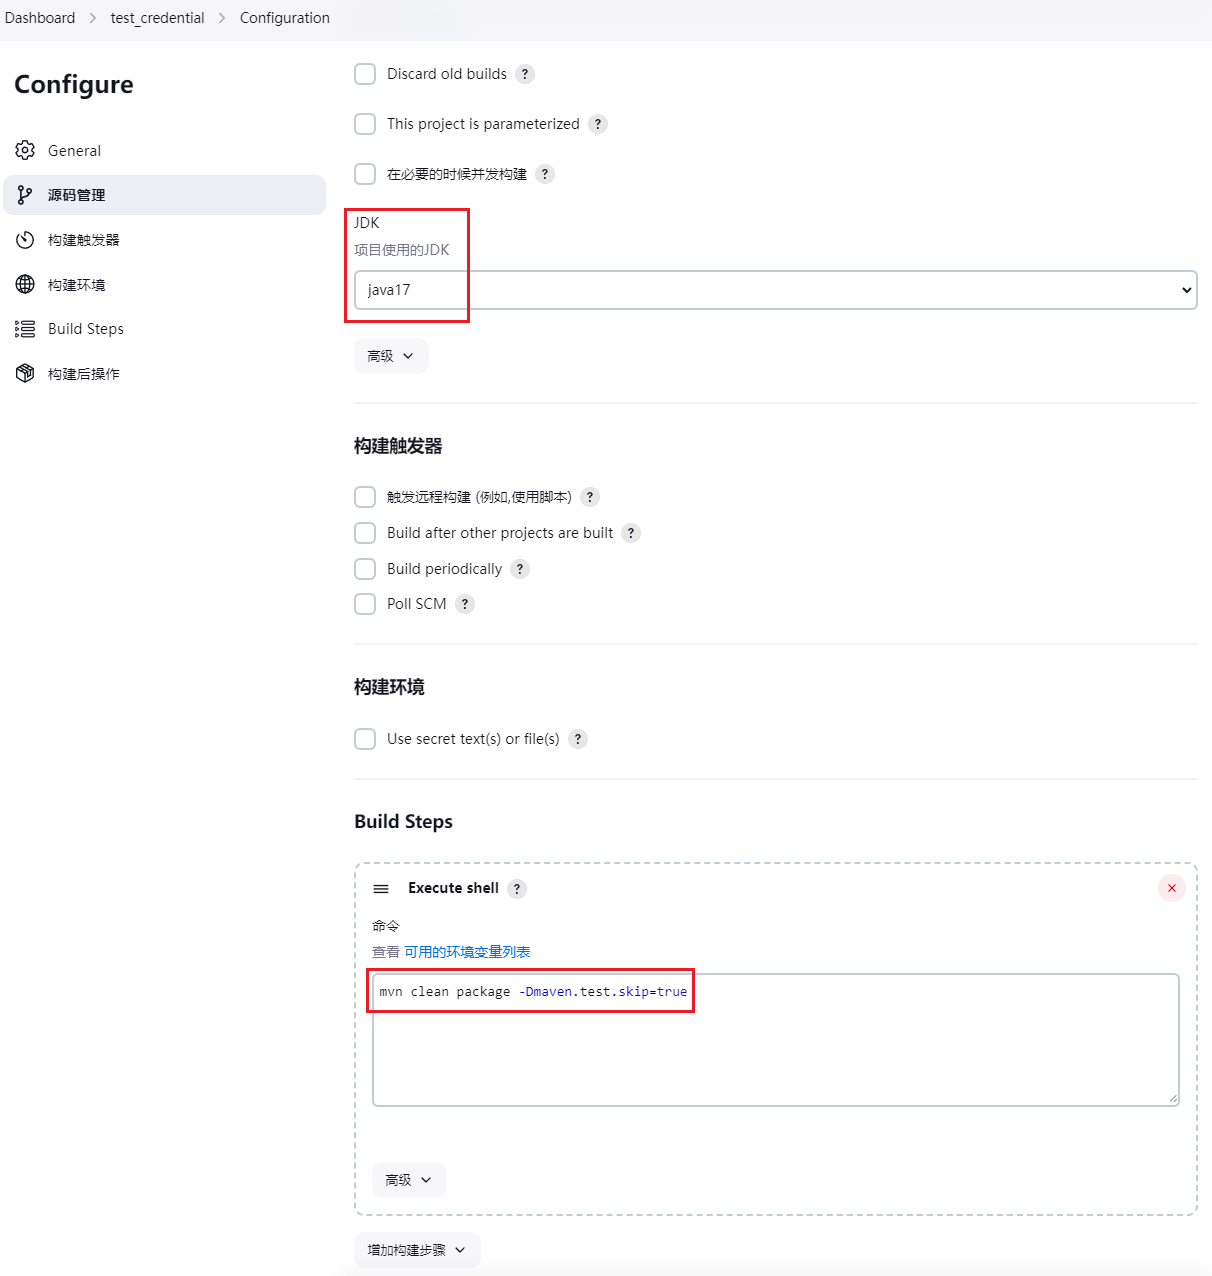 Dashboard > test_credential > Configuration
Configure
General
源码管理
构建触发器
构建环境
Build Steps
构建后操作
Discard old builds ?
This project is parameterized ?
在必要的时候并发构建 ?
JDK
项目使用的JDK
java17
高级
构建触发器
触发远程构建 (例如,使用脚本) ?
Build after other projects are built ?
Build periodically ?
Poll SCM ?
构建环境
Use secret text(s) or file(s) ?
Build Steps
Execute shell ?
命令
查看 可用的环境变量列表
mvn clean package -Dmaven.test.skip=true
高级
增加构建步骤